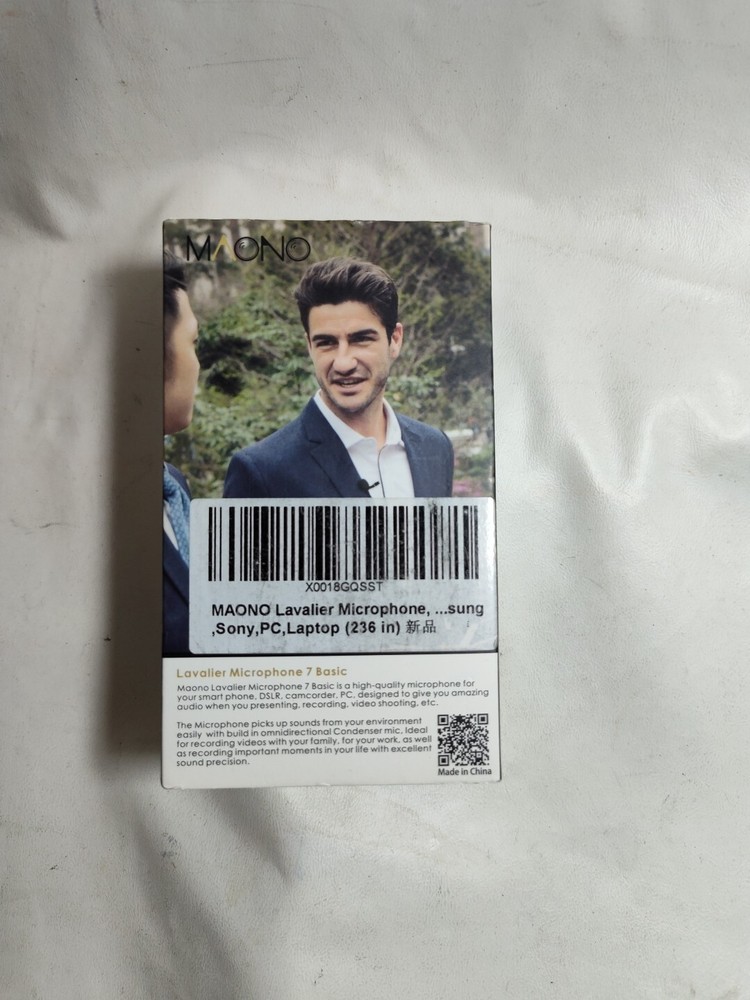 MAONO
X0018GQSST
MAONO Lavalier Microphone, ...sung
,Sony,PC,Laptop (236 in) 新品
Lavalier Microphone 7 Basic
Maono Lavalier Microphone 7 Basic is a high-quality microphone for
your smart phone, DSLR, camcorder, PC, designed to give you amazing
audio when you presenting, recording, video shooting, etc.
The Microphone picks up sounds from your environment
easily with build in omnidirectional Condenser mic, Ideal
for recording videos with your family, for your work, as well
as recording important moments in your life with excellent
sound precision.
Made in China